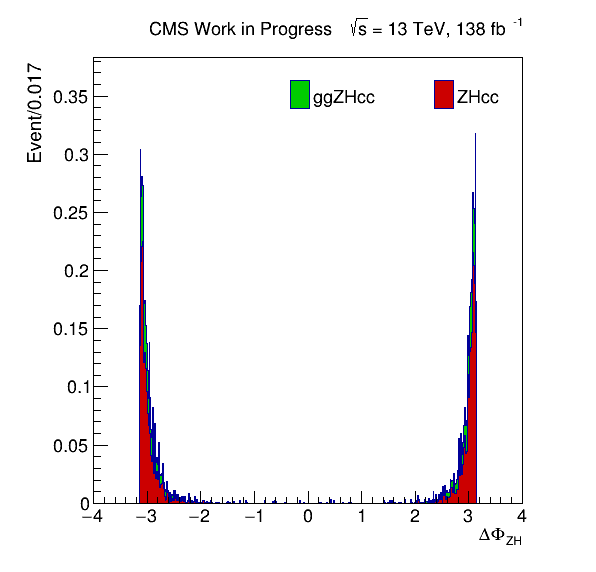 CMS Work in Progress √s = 13 TeV, 138 fb ⁻¹
Event/0.017
ggZHcc ZHcc
0.35
0.3
0.25
0.2
0.15
0.1
0.05
0
−4 −3 −2 −1 0 1 2 3 4
ΔΦ_ZH